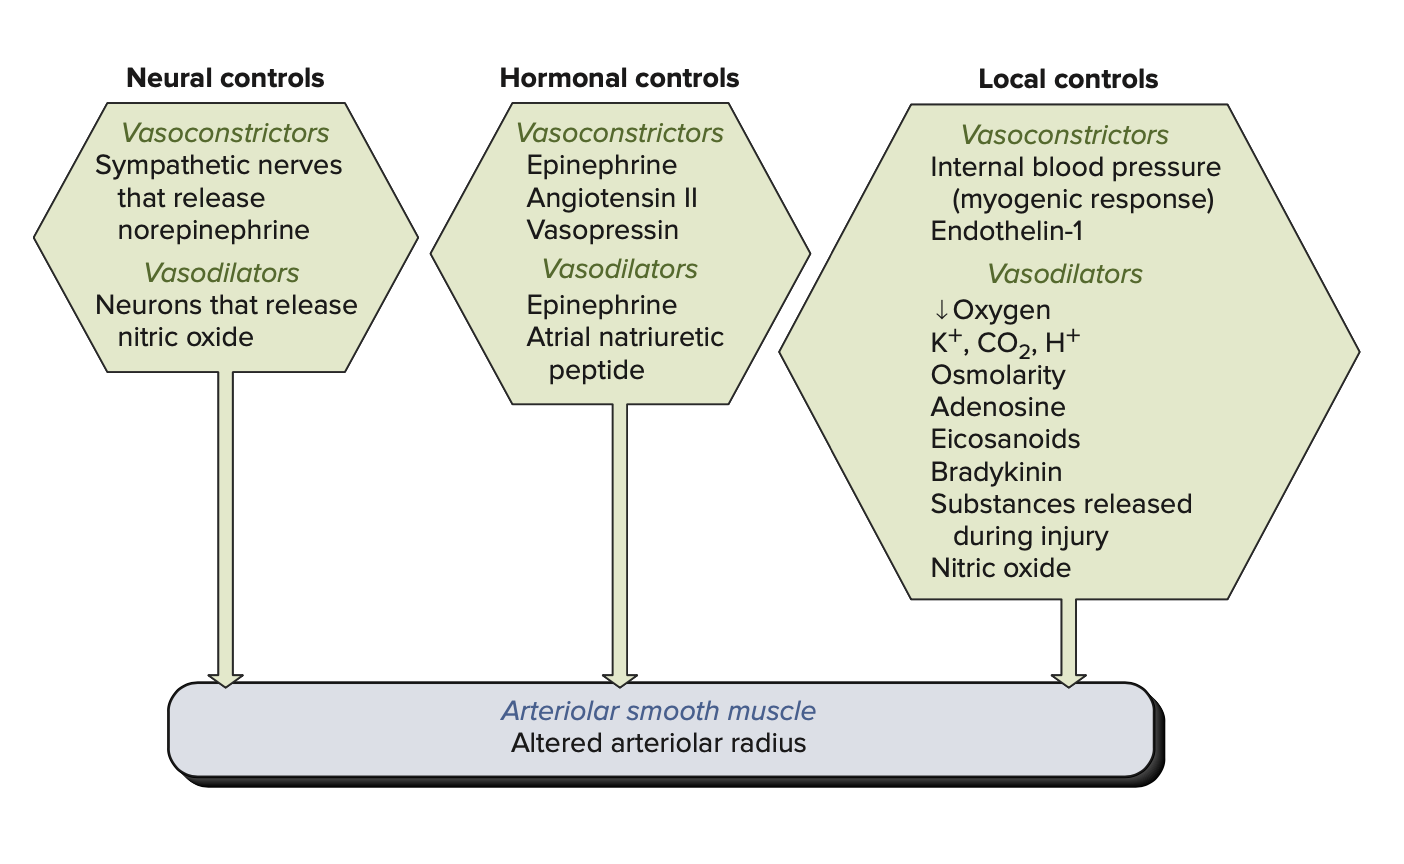 Neural controls
Vasoconstrictors
Sympathetic nerves
that release
norepinephrine
Vasodilators
Neurons that release
nitric oxide
Hormonal controls
Vasoconstrictors
Epinephrine
Angiotensin II
Vasopressin
Vasodilators
Epinephrine
Atrial natriuretic
peptide
Local controls
Vasoconstrictors
Internal blood pressure
(myogenic response)
Endothelin-1
Vasodilators
↓Oxygen
K⁺, CO₂, H⁺
Osmolarity
Adenosine
Eicosanoids
Bradykinin
Substances released
during injury
Nitric oxide
Arteriolar smooth muscle
Altered arteriolar radius